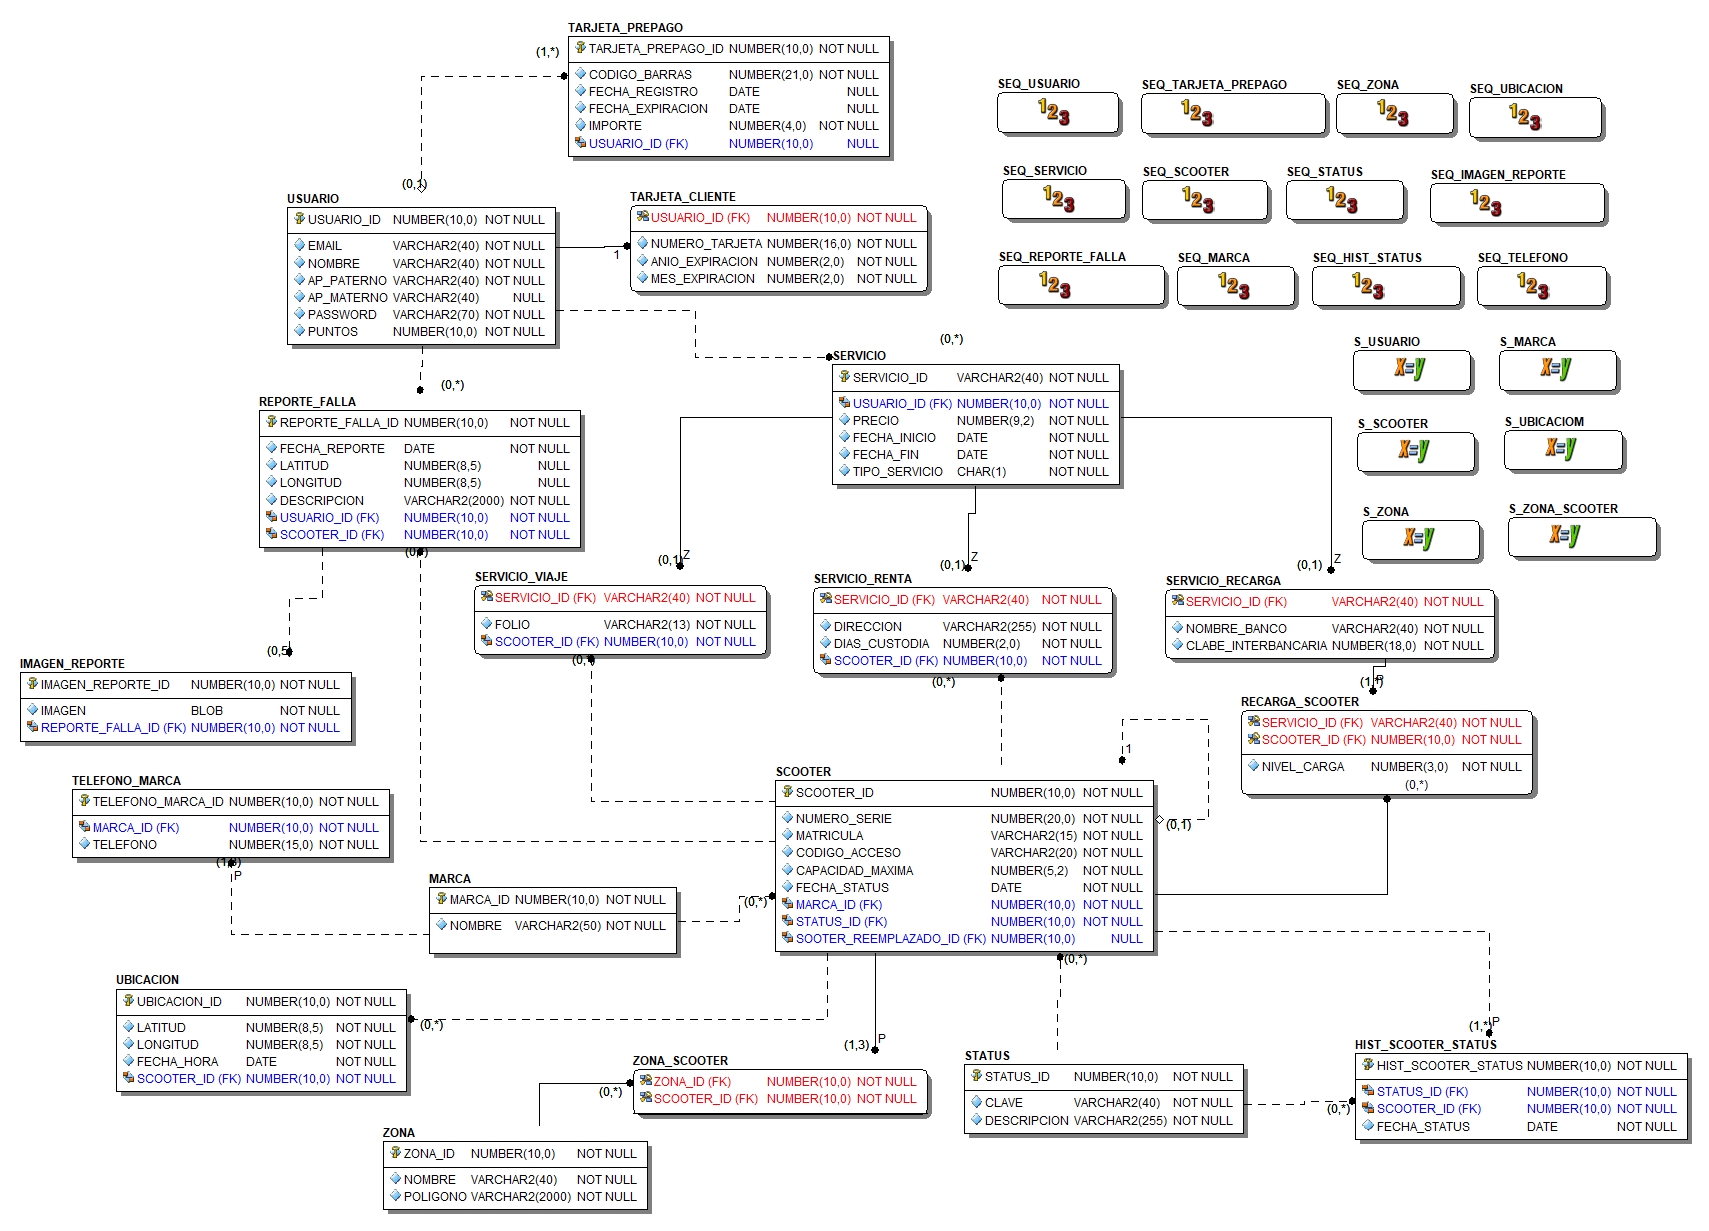 TARJETA_PREPAGO
(1,*)
TARJETA_PREPAGO_ID NUMBER(10,0) NOT NULL
CODIGO_BARRAS NUMBER(21,0) NOT NULL
FECHA_REGISTRO DATE NULL
FECHA_EXPIRACION DATE NULL
IMPORTE NUMBER(4,0) NOT NULL
USUARIO_ID (FK) NUMBER(10,0) NULL
(0,1)
USUARIO
USUARIO_ID NUMBER(10,0) NOT NULL
EMAIL VARCHAR2(40) NOT NULL
NOMBRE VARCHAR2(40) NOT NULL
AP_PATERNO VARCHAR2(40) NOT NULL
AP_MATERNO VARCHAR2(40) NULL
PASSWORD VARCHAR2(70) NOT NULL
PUNTOS NUMBER(10,0) NOT NULL
TARJETA_CLIENTE
USUARIO_ID (FK) NUMBER(10,0) NOT NULL
NUMERO_TARJETA NUMBER(16,0) NOT NULL
ANIO_EXPIRACION NUMBER(2,0) NOT NULL
MES_EXPIRACION NUMBER(2,0) NOT NULL
1
SEQ_USUARIO
123
SEQ_TARJETA_PREPAGO
123
SEQ_ZONA
123
SEQ_UBICACION
123
SEQ_SERVICIO
123
SEQ_SCOOTER
123
SEQ_STATUS
123
SEQ_IMAGEN_REPORTE
123
SEQ_REPORTE_FALLA
123
SEQ_MARCA
123
SEQ_HIST_STATUS
123
SEQ_TELEFONO
123
S_USUARIO
x=y
S_MARCA
x=y
S_SCOOTER
x=y
S_UBICACIOM
x=y
S_ZONA
x=y
S_ZONA_SCOOTER
x=y
(0,*)
SERVICIO
SERVICIO_ID VARCHAR2(40) NOT NULL
USUARIO_ID (FK) NUMBER(10,0) NOT NULL
PRECIO NUMBER(9,2) NOT NULL
FECHA_INICIO DATE NOT NULL
FECHA_FIN DATE NOT NULL
TIPO_SERVICIO CHAR(1) NOT NULL
(0,*)
REPORTE_FALLA
REPORTE_FALLA_ID NUMBER(10,0) NOT NULL
FECHA_REPORTE DATE NOT NULL
LATITUD NUMBER(8,5) NULL
LONGITUD NUMBER(8,5) NULL
DESCRIPCION VARCHAR2(2000) NOT NULL
USUARIO_ID (FK) NUMBER(10,0) NOT NULL
SCOOTER_ID (FK) NUMBER(10,0) NOT NULL
(0,*)
(0,1) Z
SERVICIO_VIAJE
SERVICIO_ID (FK) VARCHAR2(40) NOT NULL
FOLIO VARCHAR2(13) NOT NULL
SCOOTER_ID (FK) NUMBER(10,0) NOT NULL
(0,*)
(0,1) Z
SERVICIO_RENTA
SERVICIO_ID (FK) VARCHAR2(40) NOT NULL
DIRECCION VARCHAR2(255) NOT NULL
DIAS_CUSTODIA NUMBER(2,0) NOT NULL
SCOOTER_ID (FK) NUMBER(10,0) NOT NULL
(0,*)
(0,1) Z
SERVICIO_RECARGA
SERVICIO_ID (FK) VARCHAR2(40) NOT NULL
NOMBRE_BANCO VARCHAR2(40) NOT NULL
CLABE_INTERBANCARIA NUMBER(18,0) NOT NULL
(1,*) P
RECARGA_SCOOTER
SERVICIO_ID (FK) VARCHAR2(40) NOT NULL
SCOOTER_ID (FK) NUMBER(10,0) NOT NULL
NIVEL_CARGA NUMBER(3,0) NOT NULL
(0,*)
(0,5)
IMAGEN_REPORTE
IMAGEN_REPORTE_ID NUMBER(10,0) NOT NULL
IMAGEN BLOB NOT NULL
REPORTE_FALLA_ID (FK) NUMBER(10,0) NOT NULL
TELEFONO_MARCA
TELEFONO_MARCA_ID NUMBER(10,0) NOT NULL
MARCA_ID (FK) NUMBER(10,0) NOT NULL
TELEFONO NUMBER(15,0) NOT NULL
P
MARCA
MARCA_ID NUMBER(10,0) NOT NULL
NOMBRE VARCHAR2(50) NOT NULL
(0,*)
1
(0,1)
SCOOTER
SCOOTER_ID NUMBER(10,0) NOT NULL
NUMERO_SERIE NUMBER(20,0) NOT NULL
MATRICULA VARCHAR2(15) NOT NULL
CODIGO_ACCESO VARCHAR2(20) NOT NULL
CAPACIDAD_MAXIMA NUMBER(5,2) NOT NULL
FECHA_STATUS DATE NOT NULL
MARCA_ID (FK) NUMBER(10,0) NOT NULL
STATUS_ID (FK) NUMBER(10,0) NOT NULL
SOOTER_REEMPLAZADO_ID (FK) NUMBER(10,0) NULL
(0,*)
UBICACION
UBICACION_ID NUMBER(10,0) NOT NULL
LATITUD NUMBER(8,5) NOT NULL
LONGITUD NUMBER(8,5) NOT NULL
FECHA_HORA DATE NOT NULL
SCOOTER_ID (FK) NUMBER(10,0) NOT NULL
(0,*)
(1,3) P
ZONA_SCOOTER
ZONA_ID (FK) NUMBER(10,0) NOT NULL
SCOOTER_ID (FK) NUMBER(10,0) NOT NULL
(0,*)
ZONA
ZONA_ID NUMBER(10,0) NOT NULL
NOMBRE VARCHAR2(40) NOT NULL
POLIGONO VARCHAR2(2000) NOT NULL
STATUS
STATUS_ID NUMBER(10,0) NOT NULL
CLAVE VARCHAR2(40) NOT NULL
DESCRIPCION VARCHAR2(255) NOT NULL
(1,*) P
(0,*)
HIST_SCOOTER_STATUS
HIST_SCOOTER_STATUS NUMBER(10,0) NOT NULL
STATUS_ID (FK) NUMBER(10,0) NOT NULL
SCOOTER_ID (FK) NUMBER(10,0) NOT NULL
FECHA_STATUS DATE NOT NULL